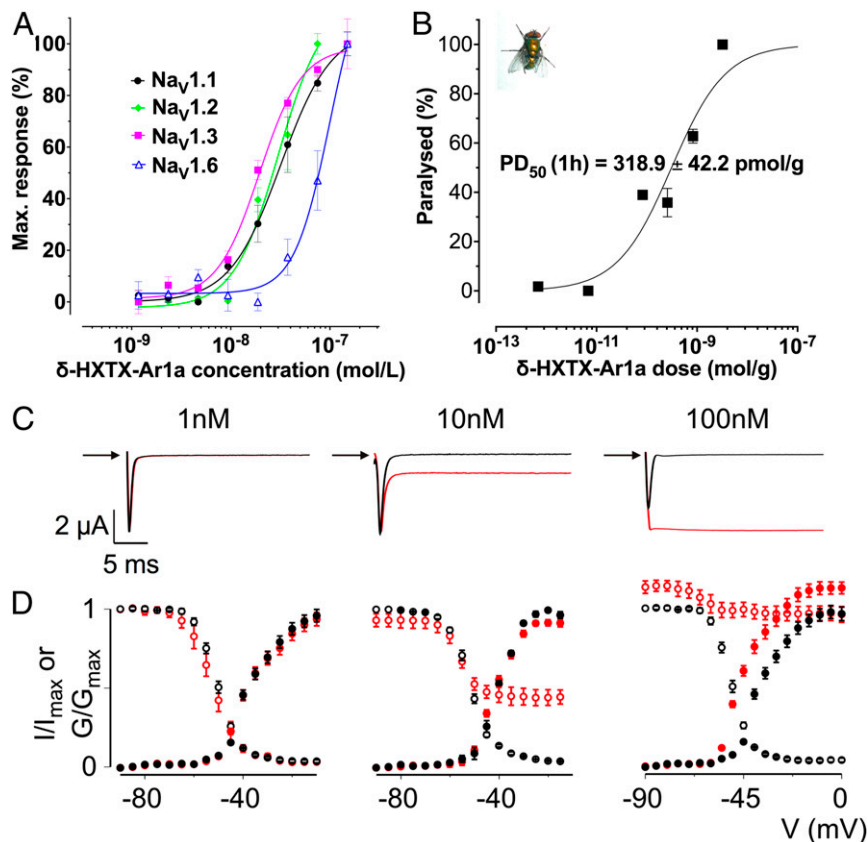 A
Max. response (%)
100
80
60
40
20
0
NaV1.1
NaV1.2
NaV1.3
NaV1.6
10-9
10-8
10-7
δ-HXTX-Ar1a concentration (mol/L)
B
Paralysed (%)
100
80
60
40
20
0
PD50 (1h) = 318.9 ± 42.2 pmol/g
10-13
10-11
10-9
10-7
δ-HXTX-Ar1a dose (mol/g)
C
1nM
10nM
100nM
2 µA
5 ms
D
I/Imax or
G/Gmax
1
0
-80
-40
-80
-40
-90
-45
0
V (mV)